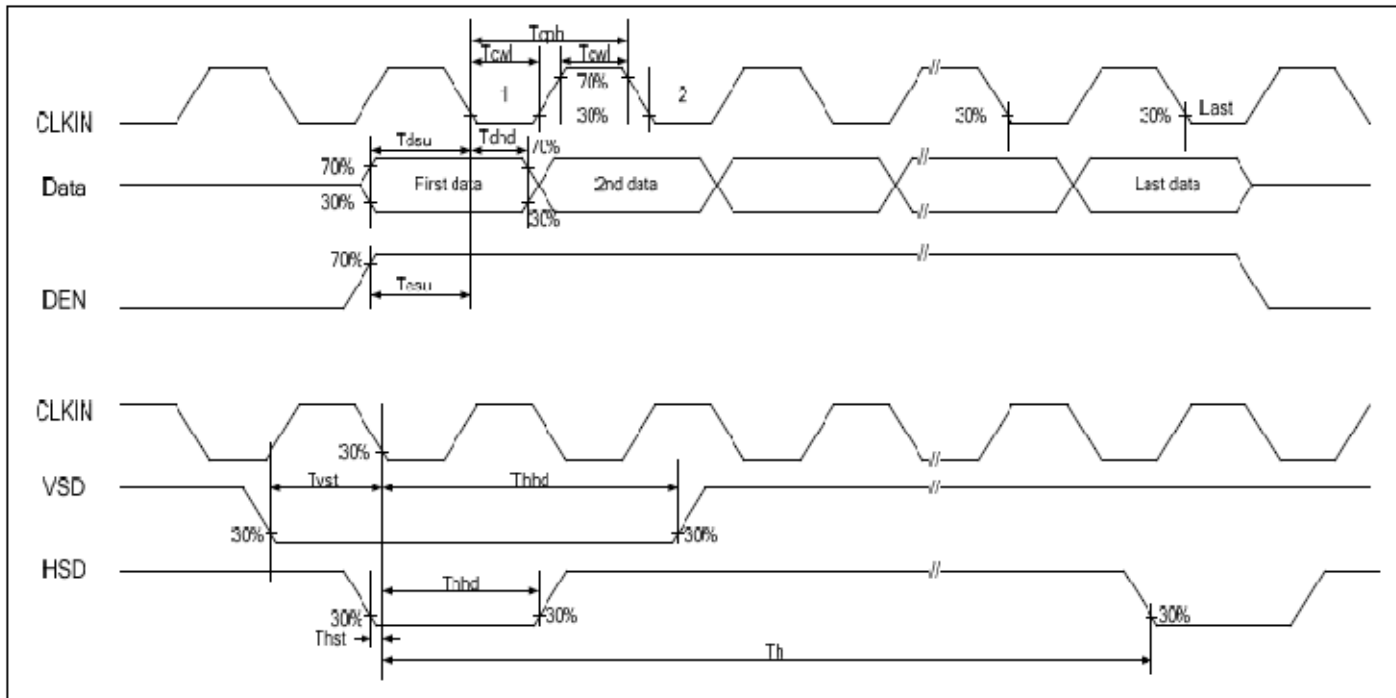 Tcph
Tcwl Tcwl
70%
1 2
CLKIN 30% 30% 30% Last
Tdsu Tdhd
70% 70%
Data First data 2nd data Last data
30% 30%
70%
Tesu
DEN
CLKIN
30%
VSD Tvst Thhd
30% 30%
HSD
Thhd
30% 30% 30%
Thst
Th